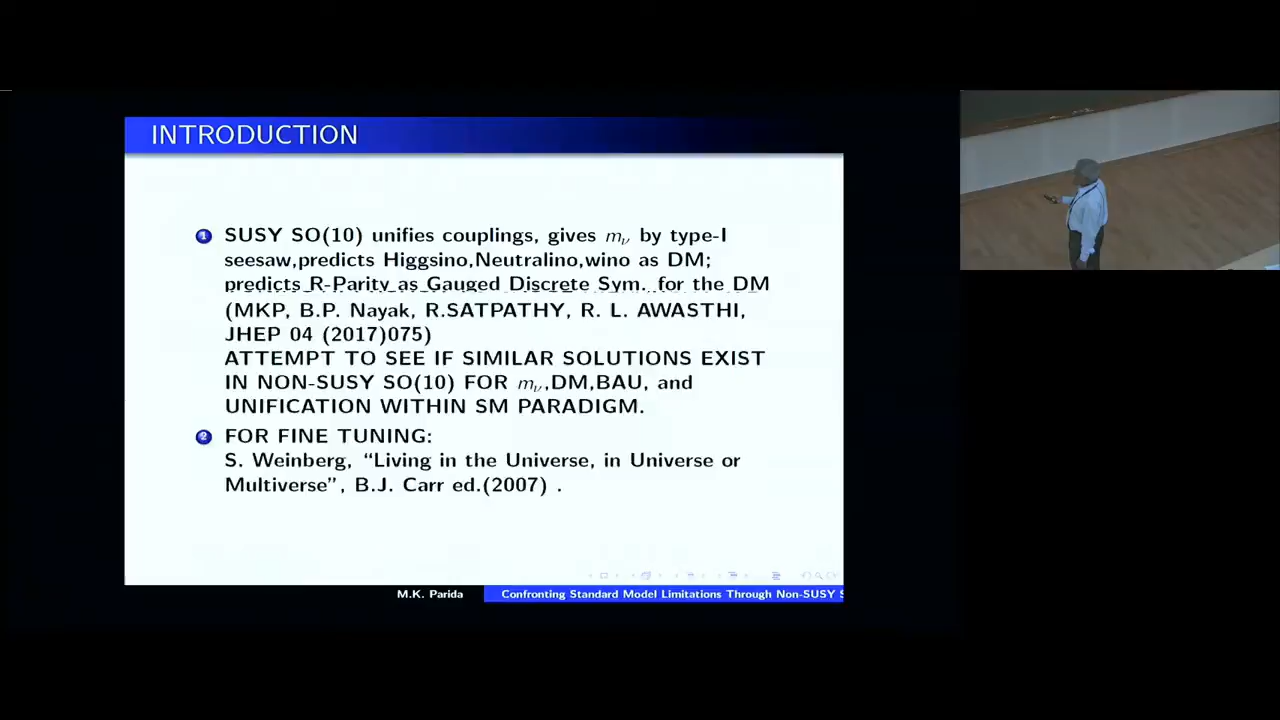 INTRODUCTION
1 SUSY SO(10) unifies couplings, gives mν by type-I
seesaw,predicts Higgsino,Neutralino,wino as DM;
predicts R-Parity as Gauged Discrete Sym. for the DM
(MKP, B.P. Nayak, R.SATPATHY, R. L. AWASTHI,
JHEP 04 (2017)075)
ATTEMPT TO SEE IF SIMILAR SOLUTIONS EXIST
IN NON-SUSY SO(10) FOR mν,DM,BAU, and
UNIFICATION WITHIN SM PARADIGM.
2 FOR FINE TUNING:
S. Weinberg, “Living in the Universe, in Universe or
Multiverse”, B.J. Carr ed.(2007) .
M.K. Parida
Confronting Standard Model Limitations Through Non-SUSY S